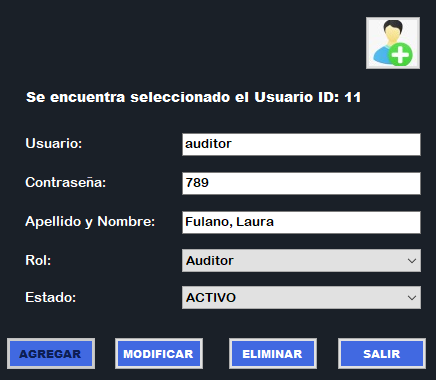 Se encuentra seleccionado el Usuario ID: 11
Usuario: auditor
Contraseña: 789
Apellido y Nombre: Fulano, Laura
Rol: Auditor
Estado: ACTIVO
AGREGAR MODIFICAR ELIMINAR SALIR